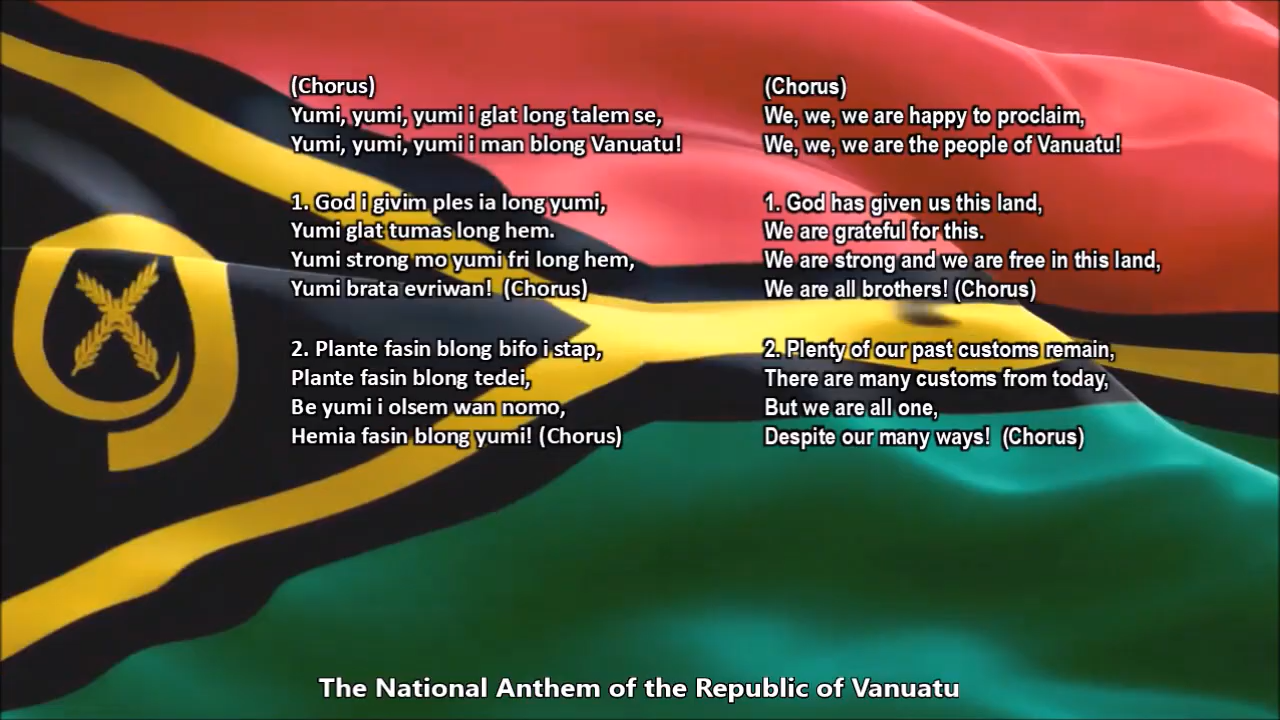 (Chorus)
Yumi, yumi, yumi i glat long talem se,
Yumi, yumi, yumi i man blong Vanuatu!
1. God i givim ples ia long yumi,
Yumi glat tumas long hem.
Yumi strong mo yumi fri long hem,
Yumi brata evriwan! (Chorus)
2. Plante fasin blong bifo i stap,
Plante fasin blong tedei,
Be yumi i olsem wan nomo,
Hemia fasin blong yumi! (Chorus)
(Chorus)
We, we, we are happy to proclaim,
We, we, we are the people of Vanuatu!
1. God has given us this land,
We are grateful for this.
We are strong and we are free in this land,
We are all brothers! (Chorus)
2. Plenty of our past customs remain,
There are many customs from today,
But we are all one,
Despite our many ways! (Chorus)
The National Anthem of the Republic of Vanuatu